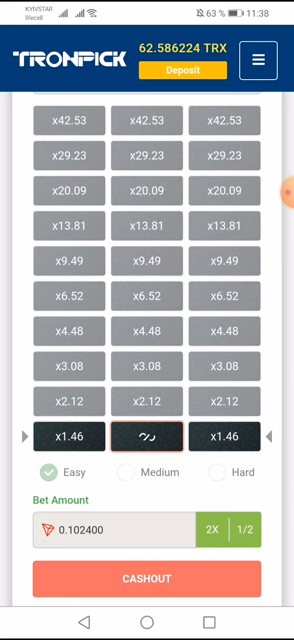 KYIVSTAR
lifecell
63 %
11:38
TRONPICK
62.586224 TRX
Deposit
x42.53 x42.53 x42.53
x29.23 x29.23 x29.23
x20.09 x20.09 x20.09
x13.81 x13.81 x13.81
x9.49 x9.49 x9.49
x6.52 x6.52 x6.52
x4.48 x4.48 x4.48
x3.08 x3.08 x3.08
x2.12 x2.12 x2.12
x1.46 x1.46
Easy Medium Hard
Bet Amount
0.102400 2X 1/2
CASHOUT